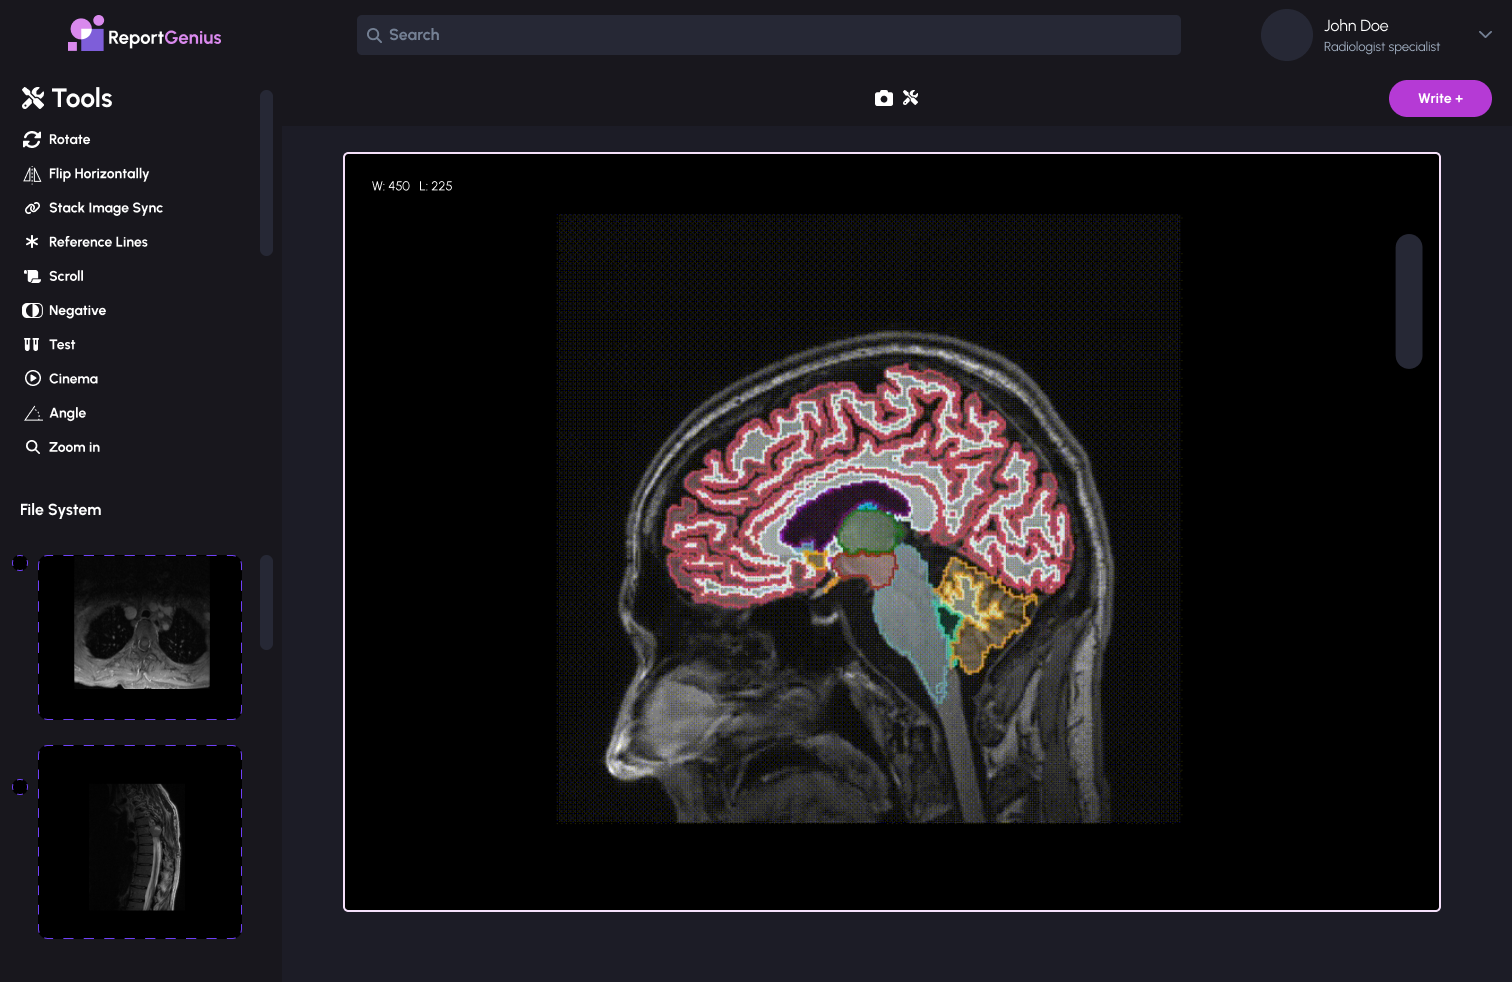 ReportGenius
Search
John Doe
Radiologist specialist
Tools
Write +
Rotate
Flip Horizontally
Stack Image Sync
Reference Lines
Scroll
Negative
Test
Cinema
Angle
Zoom in
File System
W: 450 L: 225